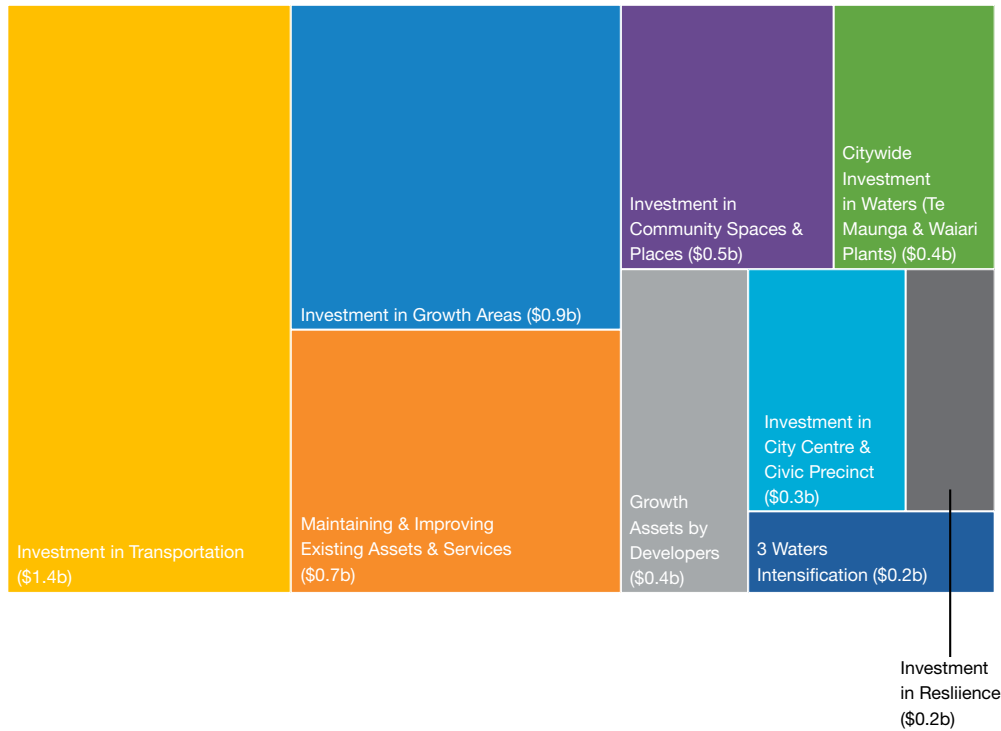 Investment in Transportation
($1.4b)
Investment in Growth Areas ($0.9b)
Maintaining & Improving
Existing Assets & Services
($0.7b)
Investment in
Community Spaces &
Places ($0.5b)
Citywide
Investment
in Waters (Te
Maunga & Waiari
Plants) ($0.4b)
Growth
Assets by
Developers
($0.4b)
Investment in
City Centre &
Civic Precinct
($0.3b)
3 Waters
Intensification ($0.2b)
Investment
in Resliience
($0.2b)